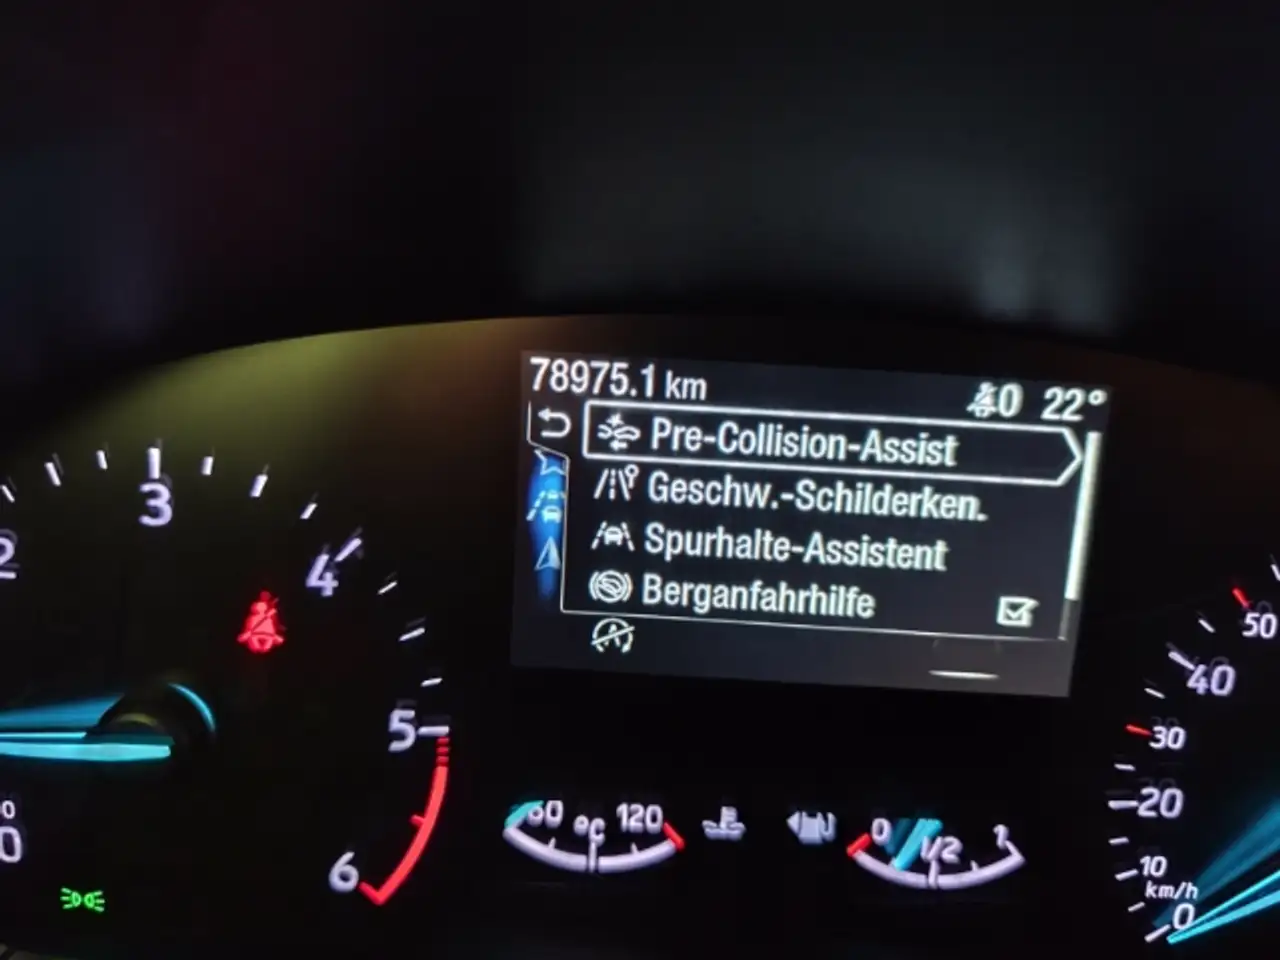 78975.1 km 22°
Pre-Collision-Assist
Geschw.-Schilderken.
Spurhalte-Assistent
Berganfahrhilfe
2
3
4
5
6
60 °C 120
0 1/2 1
50
40
30
20
10
km/h
0